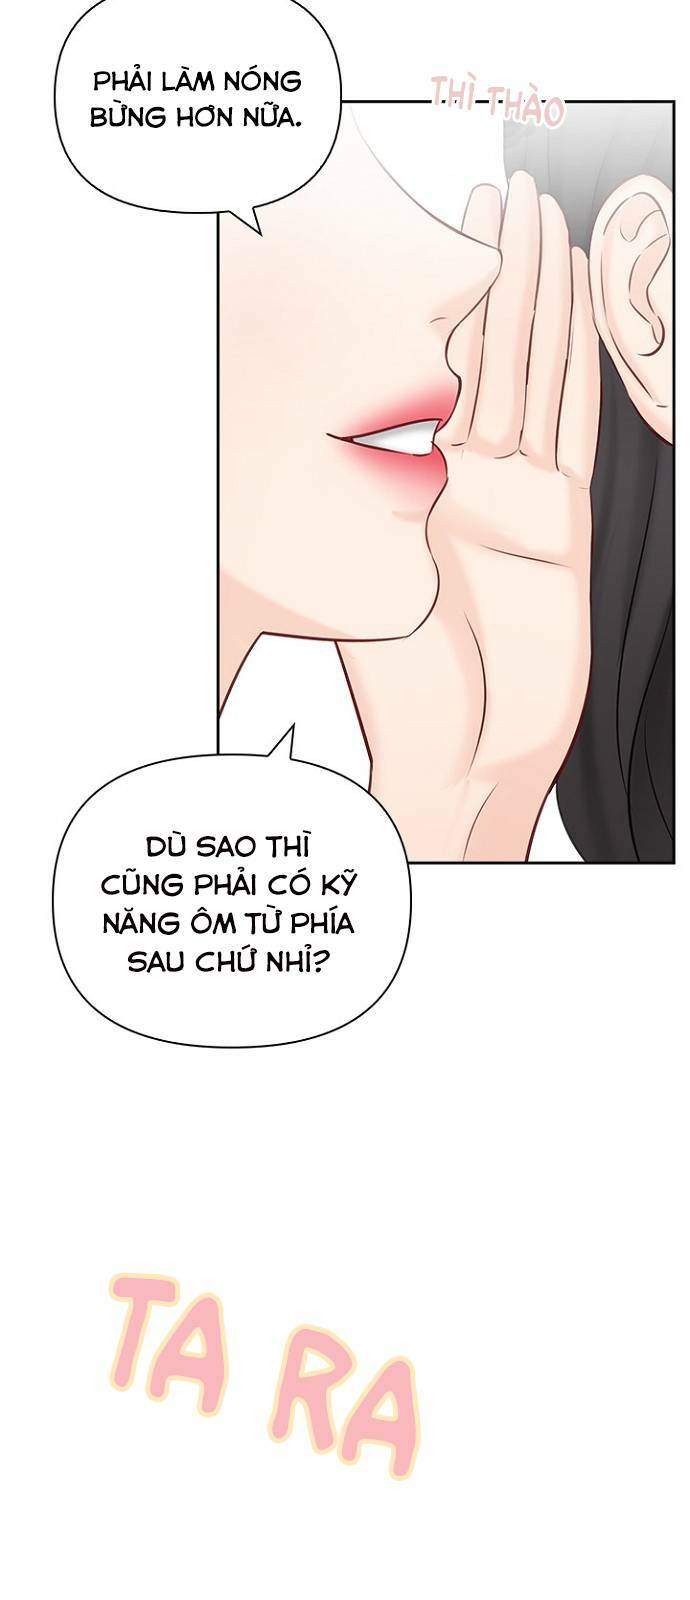 PHẢI LÀM NÓNG
BỪNG HƠN NỮA.
THÌ THÀO
DÙ SAO THÌ
CŨNG PHẢI CÓ KỸ
NĂNG ÔM TỪ PHÍA
SAU CHỨ NHỈ?
TA RA